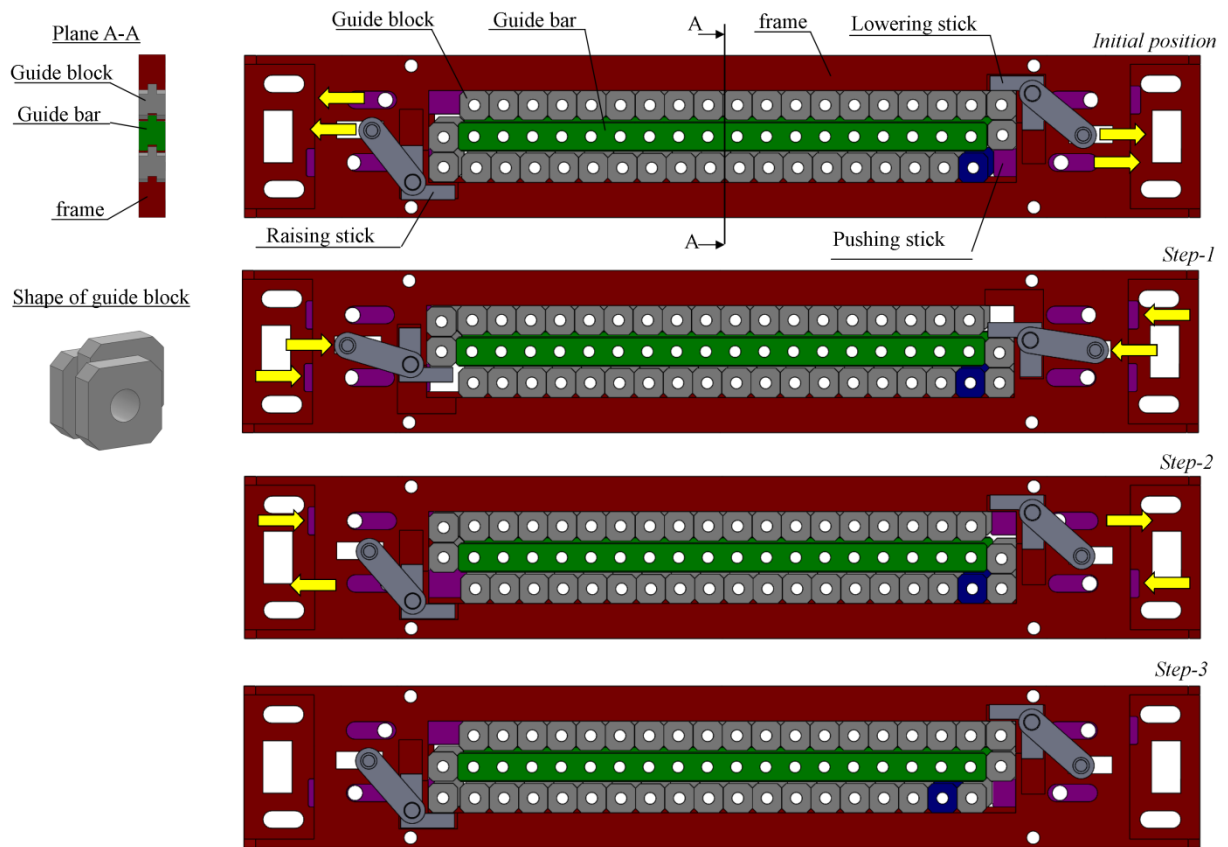 Plane A-A
Guide block
Guide bar
frame
Guide block
Guide bar
A
frame
Lowering stick
Initial position
Raising stick
A
Pushing stick
Shape of guide block
Step-1
Step-2
Step-3